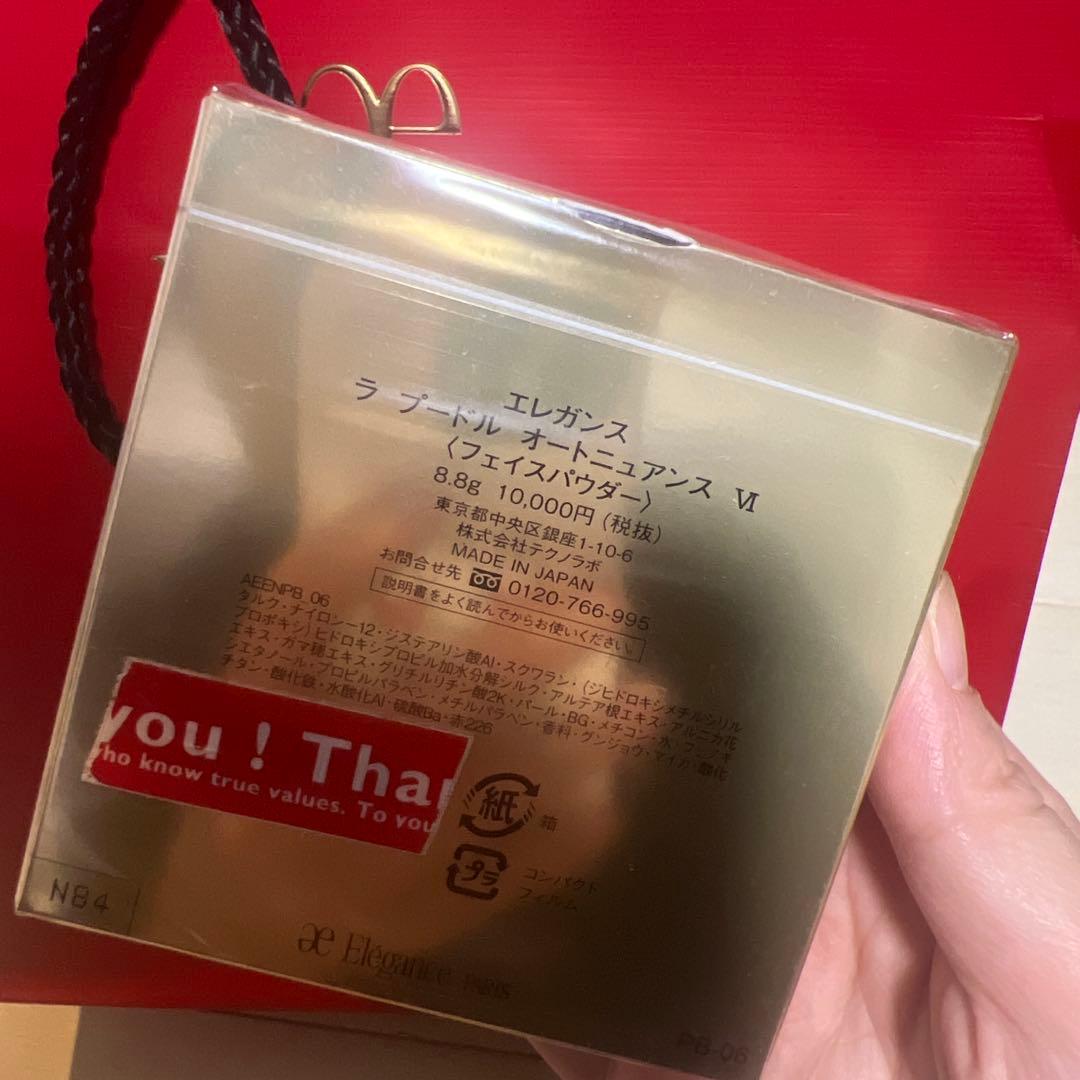 エレガンス
ラ プードル オートニュアンス Ⅵ
〈フェイスパウダー〉
8.8g 10,000円(税抜)
東京都中央区銀座1-10-6
株式会社テクノラボ
MADE IN JAPAN
お問合せ先 0120-766-995
説明書をよく読んでからお使いください。
AEENPB 06
タルク・ナイロン-12・ジステアリン酸Al・スクワラン・(ジヒドロキシメチルシリル
プロポキシ)ヒドロキシプロピル加水分解シルク・アルテア根エキス・アルニカ花
エキス・ガマ穂エキス・グリチルリチン酸2K・パール・BG・メチコン・水・フェノキ
シエタノール・プロピルパラベン・メチルパラベン・香料・グンジョウ・マイカ・酸化
チタン・酸化鉄・水酸化Al・硫酸Ba・赤226
you ! Than
who know true values. To you
紙 箱
プラ コンパクト
フィルム
N84
æ Elégance PARIS
PB-06